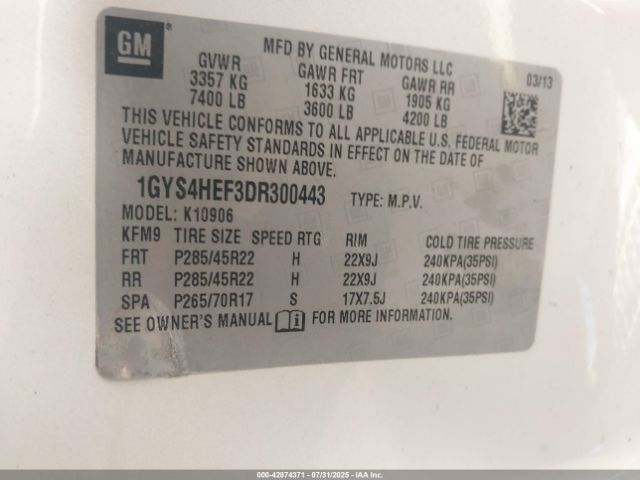 GM ®
MFD BY GENERAL MOTORS LLC
GVWR GAWR FRT GAWR RR 03/13
3357 KG 1633 KG 1905 KG
7400 LB 3600 LB 4200 LB
THIS VEHICLE CONFORMS TO ALL APPLICABLE U.S. FEDERAL MOTOR
VEHICLE SAFETY STANDARDS IN EFFECT ON THE DATE OF
MANUFACTURE SHOWN ABOVE.
1GYS4HEF3DR300443 TYPE: M.P.V.
MODEL: K10906
KFM9 TIRE SIZE SPEED RTG RIM COLD TIRE PRESSURE
FRT P285/45R22 H 22X9J 240KPA(35PSI)
RR P285/45R22 H 22X9J 240KPA(35PSI)
SPA P265/70R17 S 17X7.5J 240KPA(35PSI)
SEE OWNER'S MANUAL i FOR MORE INFORMATION.
000-42874371 | 07/31/2025 - IAA Inc.